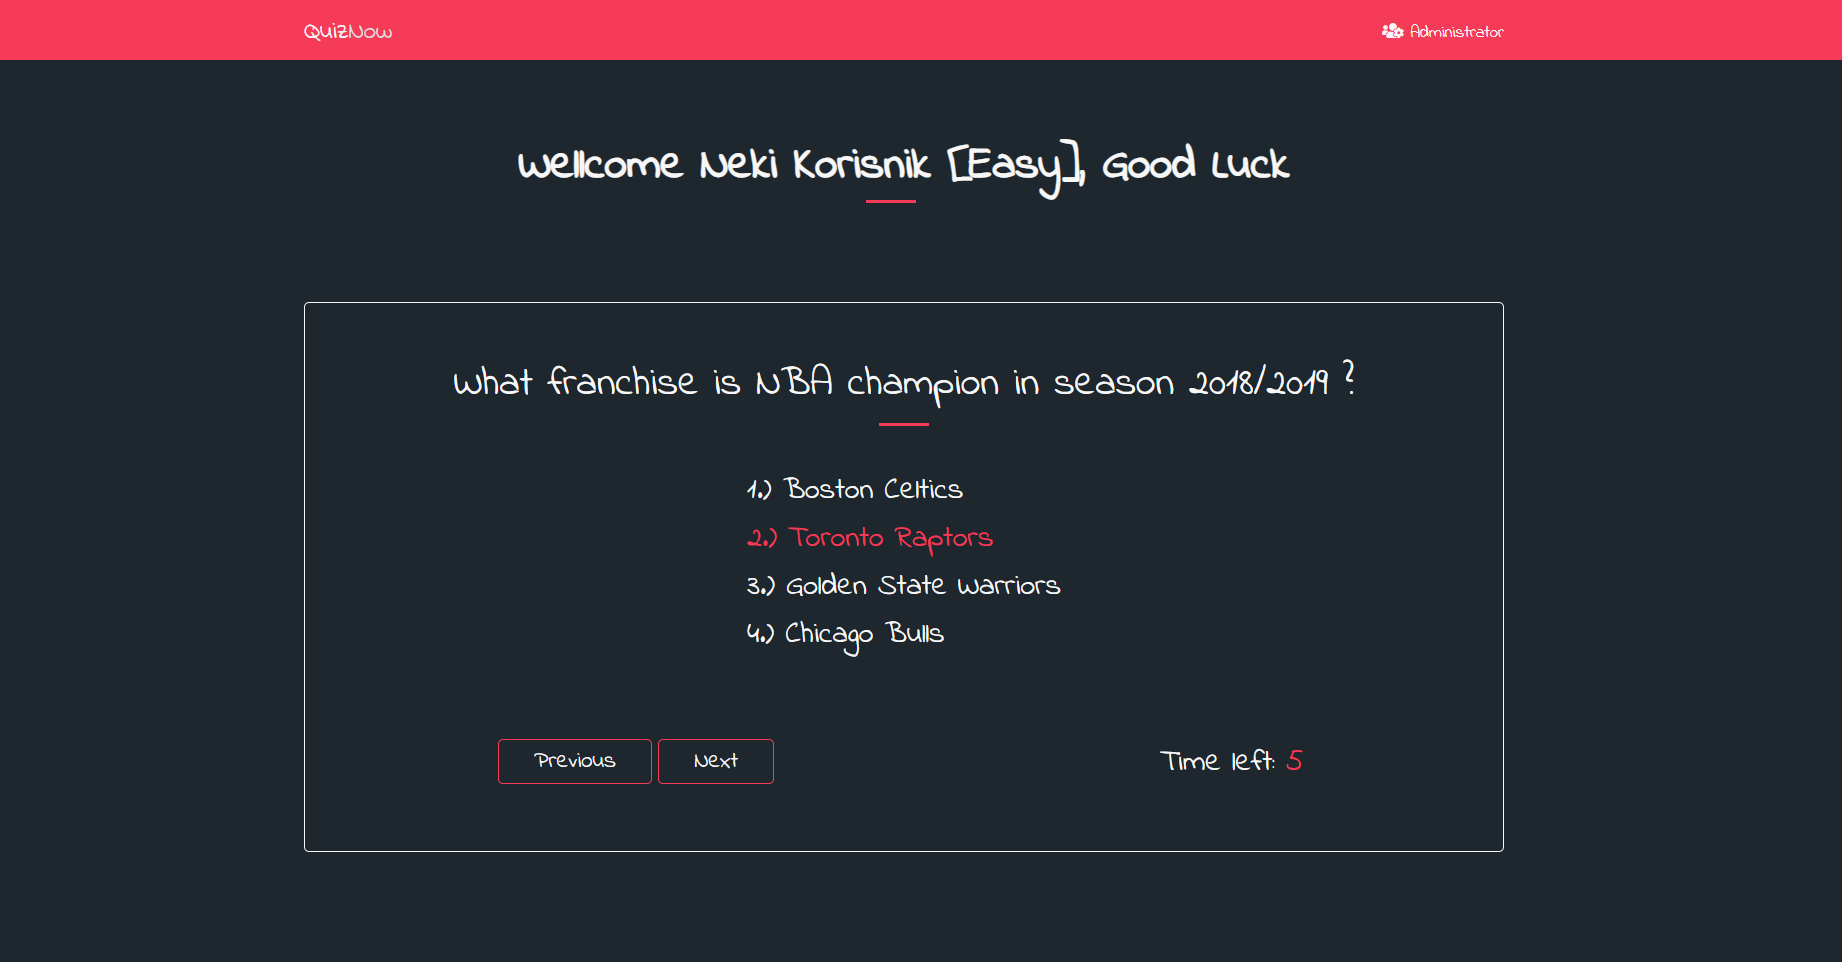 QuizNow
Administrator
Wellcome Neki Korisnik [Easy], Good Luck
What franchise is NBA champion in season 2018/2019 ?
1.) Boston Celtics
2.) Toronto Raptors
3.) Golden State Warriors
4.) Chicago Bulls
Previous Next Time left: 5